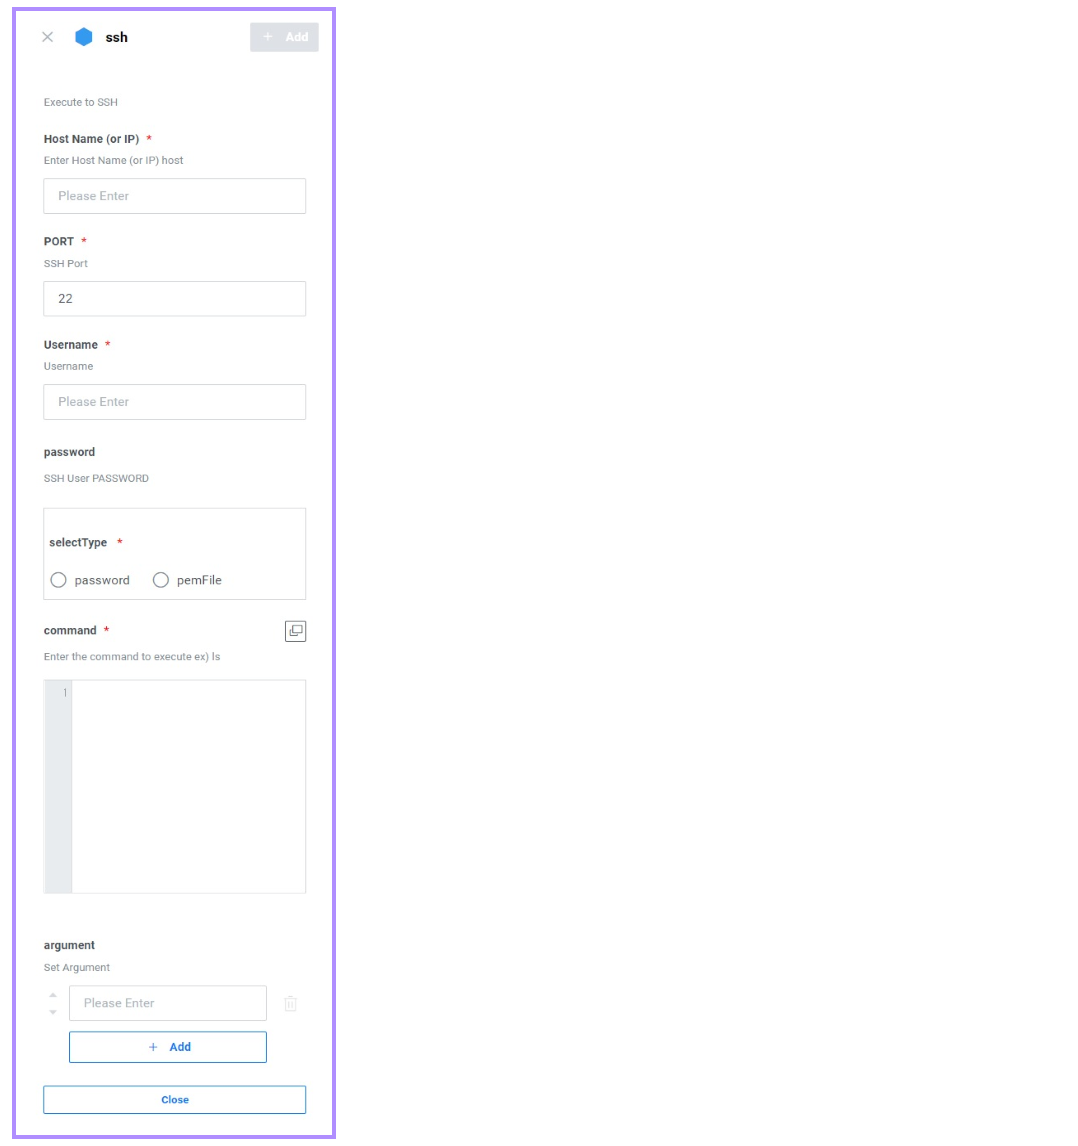 ssh
+ Add
Execute to SSH
Host Name (or IP) *
Enter Host Name (or IP) host
Please Enter
PORT *
SSH Port
22
Username *
Username
Please Enter
password
SSH User PASSWORD
selectType *
password pemFile
command *
Enter the command to execute ex) ls
1
argument
Set Argument
Please Enter
+ Add
Close